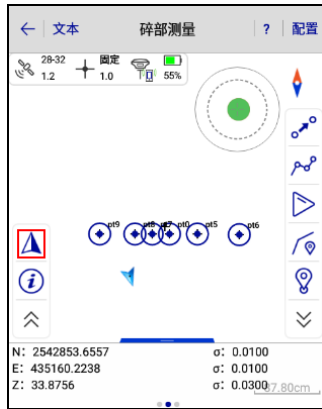 文本 碎部测量 ? 配置
28-32 固定
1.2 1.0 55%
pt9 pt8 pt7 pt0 pt5 pt6
N: 2542853.6557 σ: 0.0100
E: 435160.2238 σ: 0.0100
Z: 33.8756 σ: 0.0300